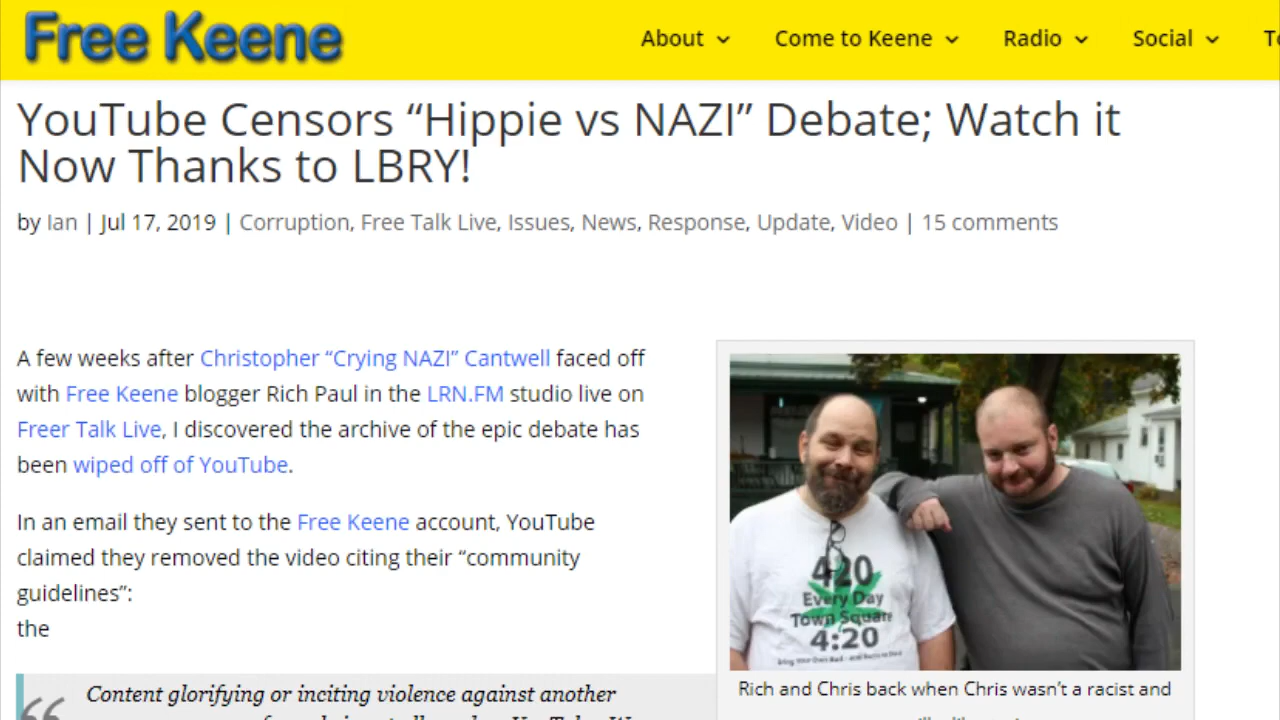 Free Keene
About
Come to Keene
Radio
Social
YouTube Censors “Hippie vs NAZI” Debate; Watch it
Now Thanks to LBRY!
by Ian | Jul 17, 2019 | Corruption, Free Talk Live, Issues, News, Response, Update, Video | 15 comments
A few weeks after Christopher “Crying NAZI” Cantwell faced off
with Free Keene blogger Rich Paul in the LRN.FM studio live on
Freer Talk Live, I discovered the archive of the epic debate has
been wiped off of YouTube.
In an email they sent to the Free Keene account, YouTube
claimed they removed the video citing their “community
guidelines”:
the
Content glorifying or inciting violence against another
420
Every Day
Town Square
4:20
Rich and Chris back when Chris wasn’t a racist and